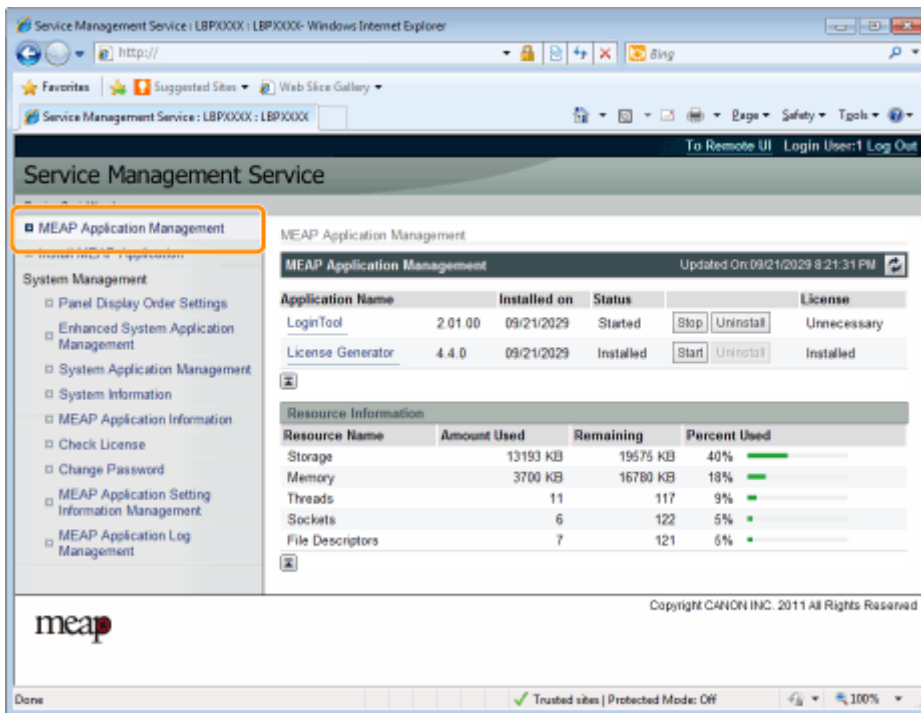 Service Management Service : LBPXXXX : LBPXXXX- Windows Internet Explorer
http://
Bing
Favorites Suggested Sites Web Slice Gallery
Service Management Service : LBPXXXX : LBPXXXX
Page Safety Tools
To Remote UI Login User:1 Log Out
Service Management Service
MEAP Application Management
System Management
Panel Display Order Settings
Enhanced System Application
Management
System Application Management
System Information
MEAP Application Information
Check License
Change Password
MEAP Application Setting
Information Management
MEAP Application Log
Management
MEAP Application Management
MEAP Application Management Updated On:09/21/2029 8:21:31 PM
Application Name Installed on Status License
LoginTool 2.01.00 09/21/2029 Started Stop Uninstall Unnecessary
License Generator 4.4.0 09/21/2029 Installed Start Uninstall Installed
Resource Information
Resource Name Amount Used Remaining Percent Used
Storage 13193 KB 19575 KB 40%
Memory 3700 KB 16780 KB 18%
Threads 11 117 9%
Sockets 6 122 5%
File Descriptors 7 121 6%
Copyright CANON INC. 2011 All Rights Reserved
meap
Done Trusted sites | Protected Mode: Off 100%